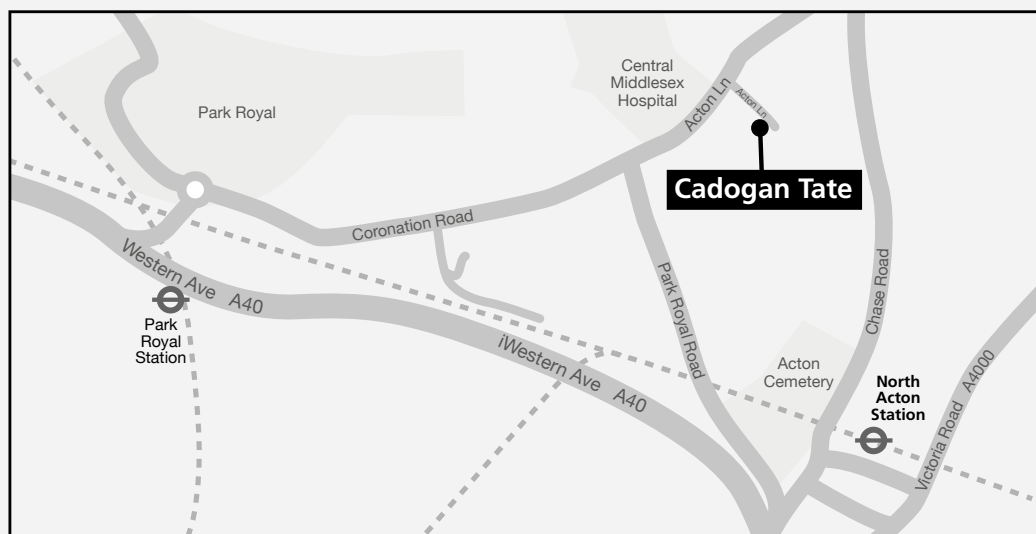 Central
Middlesex
Hospital
Park Royal
Acton Ln
Acton Ln
Cadogan Tate
Coronation Road
Western Ave A40
Park
Royal
Station
iWestern Ave A40
Park Royal Road
Chase Road
Acton
Cemetery
North
Acton
Station
Victoria Road A4000